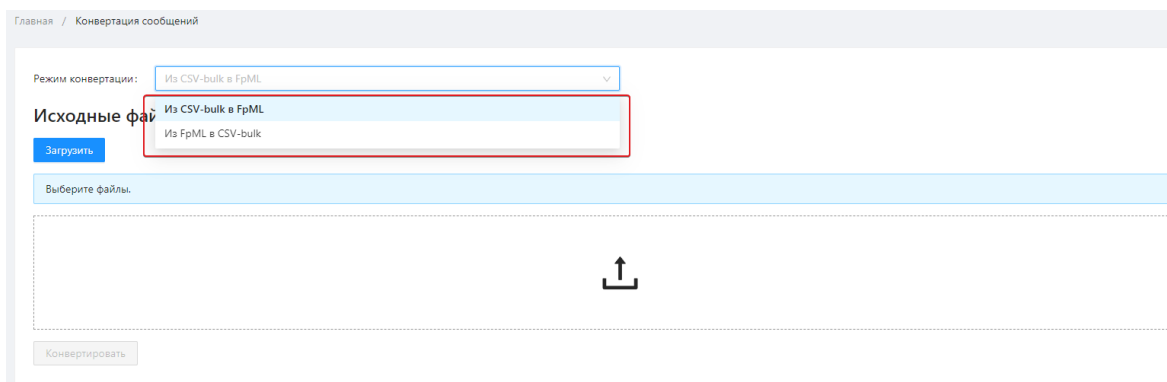 Главная / Конвертация сообщений
Режим конвертации: Из CSV-bulk в FpML
Из CSV-bulk в FpML
Исходные фай
Из FpML в CSV-bulk
Загрузить
Выберите файлы.
Конвертировать